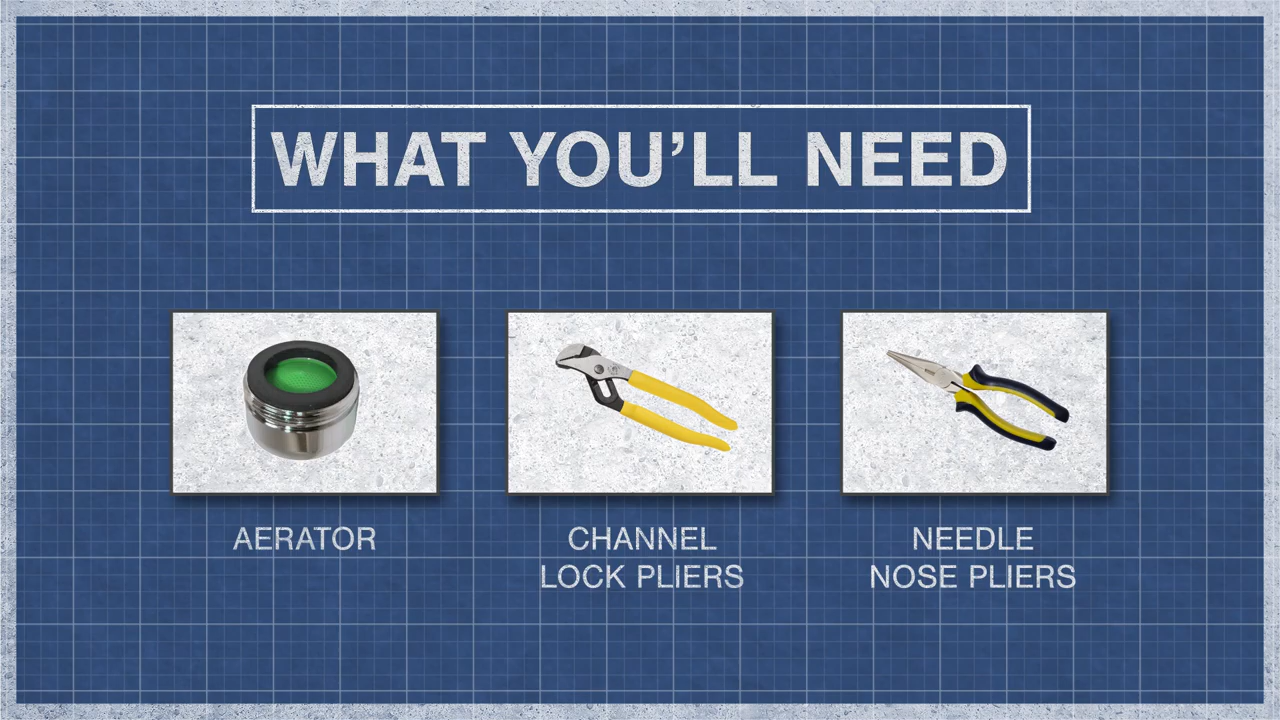 WHAT YOU’LL NEED
AERATOR
CHANNEL
LOCK PLIERS
NEEDLE
NOSE PLIERS